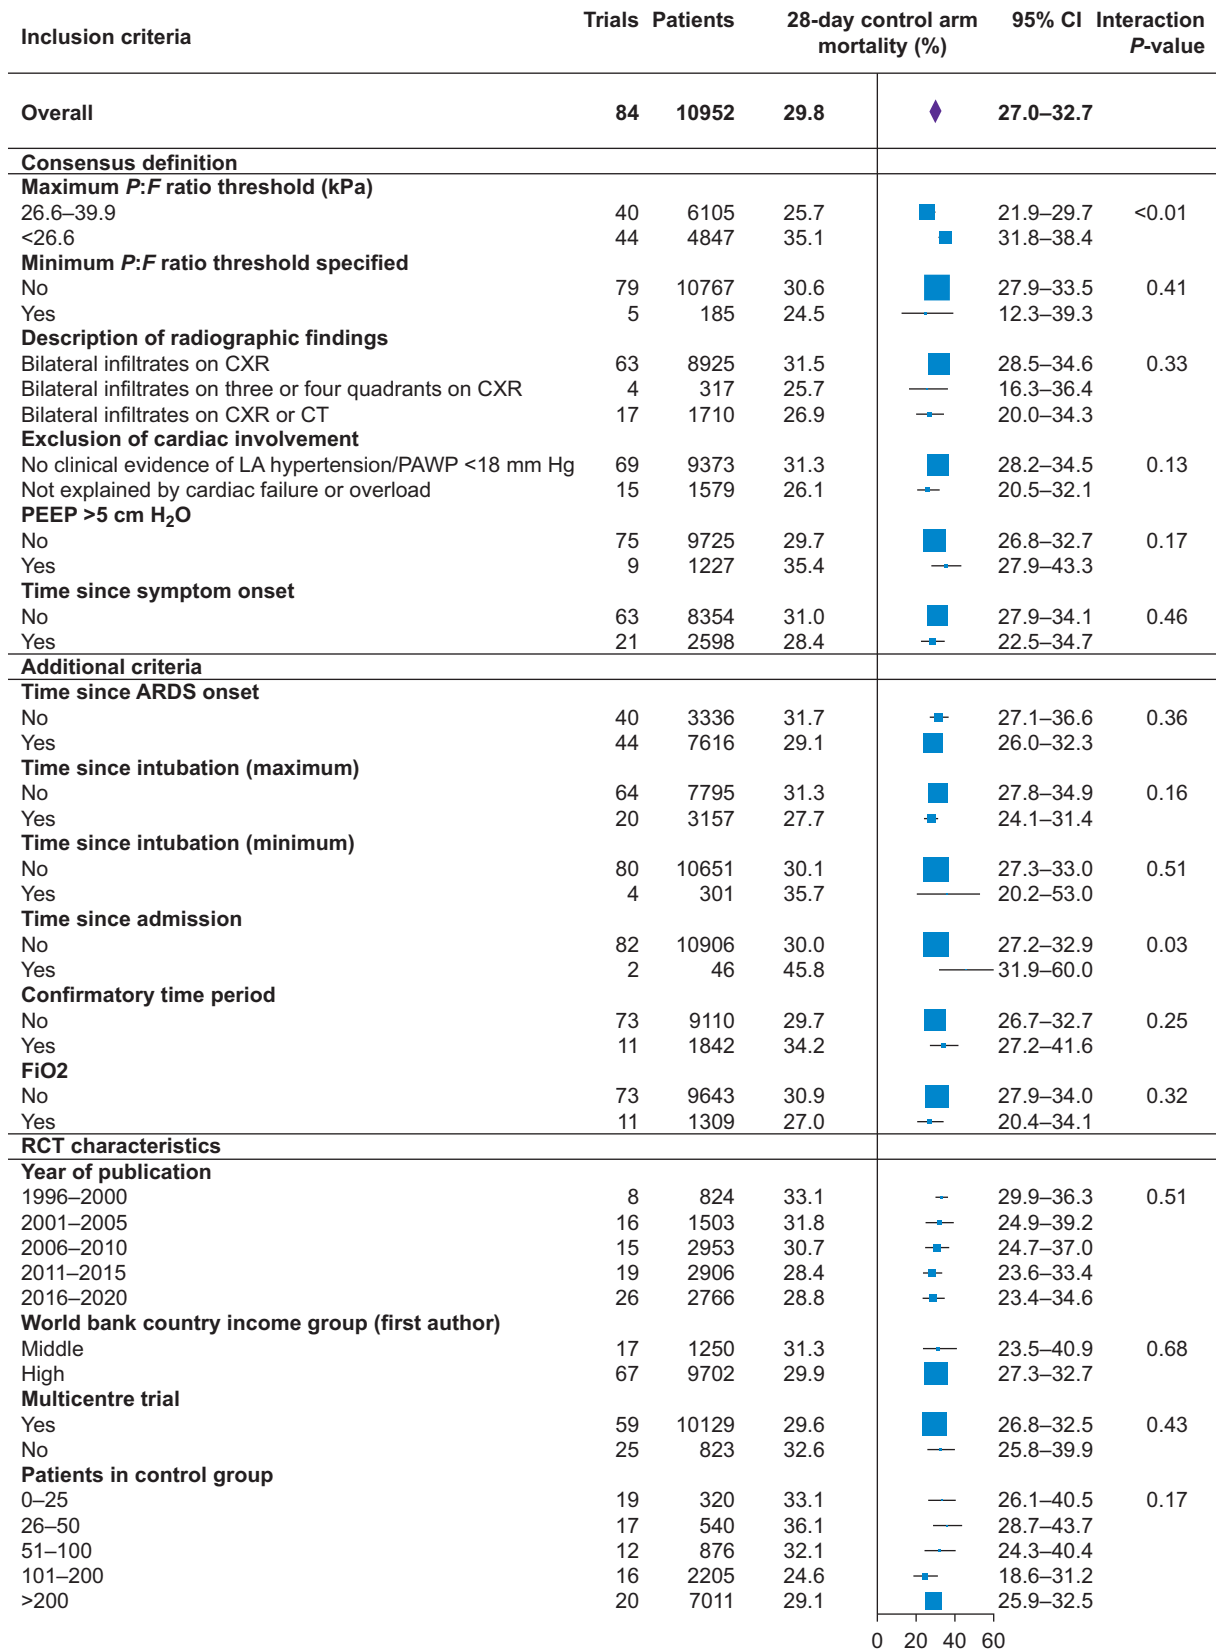 Inclusion criteria Trials Patients 28-day control arm mortality (%) 95% CI Interaction P-value
Overall 84 10952 29.8 27.0–32.7
Consensus definition
Maximum P:F ratio threshold (kPa)
26.6–39.9 40 6105 25.7 21.9–29.7 <0.01
<26.6 44 4847 35.1 31.8–38.4
Minimum P:F ratio threshold specified
No 79 10767 30.6 27.9–33.5 0.41
Yes 5 185 24.5 12.3–39.3
Description of radiographic findings
Bilateral infiltrates on CXR 63 8925 31.5 28.5–34.6 0.33
Bilateral infiltrates on three or four quadrants on CXR 4 317 25.7 16.3–36.4
Bilateral infiltrates on CXR or CT 17 1710 26.9 20.0–34.3
Exclusion of cardiac involvement
No clinical evidence of LA hypertension/PAWP <18 mm Hg 69 9373 31.3 28.2–34.5 0.13
Not explained by cardiac failure or overload 15 1579 26.1 20.5–32.1
PEEP >5 cm H₂O
No 75 9725 29.7 26.8–32.7 0.17
Yes 9 1227 35.4 27.9–43.3
Time since symptom onset
No 63 8354 31.0 27.9–34.1 0.46
Yes 21 2598 28.4 22.5–34.7
Additional criteria
Time since ARDS onset
No 40 3336 31.7 27.1–36.6 0.36
Yes 44 7616 29.1 26.0–32.3
Time since intubation (maximum)
No 64 7795 31.3 27.8–34.9 0.16
Yes 20 3157 27.7 24.1–31.4
Time since intubation (minimum)
No 80 10651 30.1 27.3–33.0 0.51
Yes 4 301 35.7 20.2–53.0
Time since admission
No 82 10906 30.0 27.2–32.9 0.03
Yes 2 46 45.8 31.9–60.0
Confirmatory time period
No 73 9110 29.7 26.7–32.7 0.25
Yes 11 1842 34.2 27.2–41.6
FiO2
No 73 9643 30.9 27.9–34.0 0.32
Yes 11 1309 27.0 20.4–34.1
RCT characteristics
Year of publication
1996–2000 8 824 33.1 29.9–36.3 0.51
2001–2005 16 1503 31.8 24.9–39.2
2006–2010 15 2953 30.7 24.7–37.0
2011–2015 19 2906 28.4 23.6–33.4
2016–2020 26 2766 28.8 23.4–34.6
World bank country income group (first author)
Middle 17 1250 31.3 23.5–40.9 0.68
High 67 9702 29.9 27.3–32.7
Multicentre trial
Yes 59 10129 29.6 26.8–32.5 0.43
No 25 823 32.6 25.8–39.9
Patients in control group
0–25 19 320 33.1 26.1–40.5 0.17
26–50 17 540 36.1 28.7–43.7
51–100 12 876 32.1 24.3–40.4
101–200 16 2205 24.6 18.6–31.2
>200 20 7011 29.1 25.9–32.5
0 20 40 60